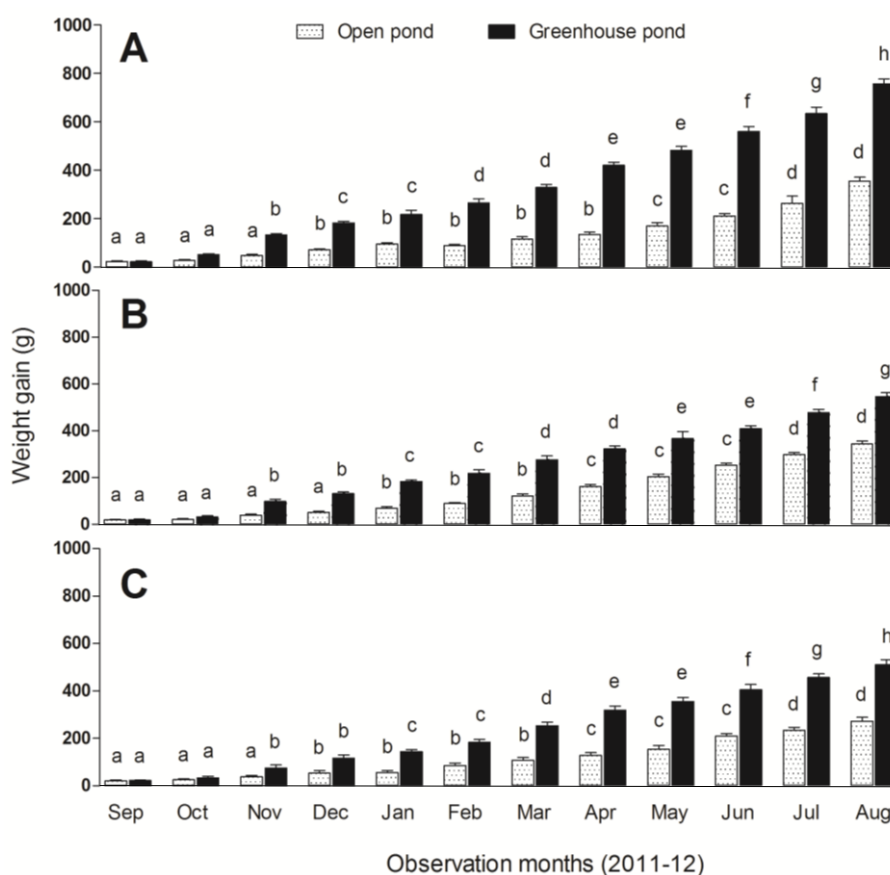 Open pond Greenhouse pond
A
1000
800
600
400
200
0
a a a a a b b c b c b d b d b e c e c f d g d h
B
1000
800
600
400
200
0
a a a a a b a b b c b c b d c d c e c e d f d g
C
1000
800
600
400
200
0
a a a a a b b b b c b c b d c e c e c f d g d h
Weight gain (g)
Sep Oct Nov Dec Jan Feb Mar Apr May Jun Jul Aug
Observation months (2011-12)